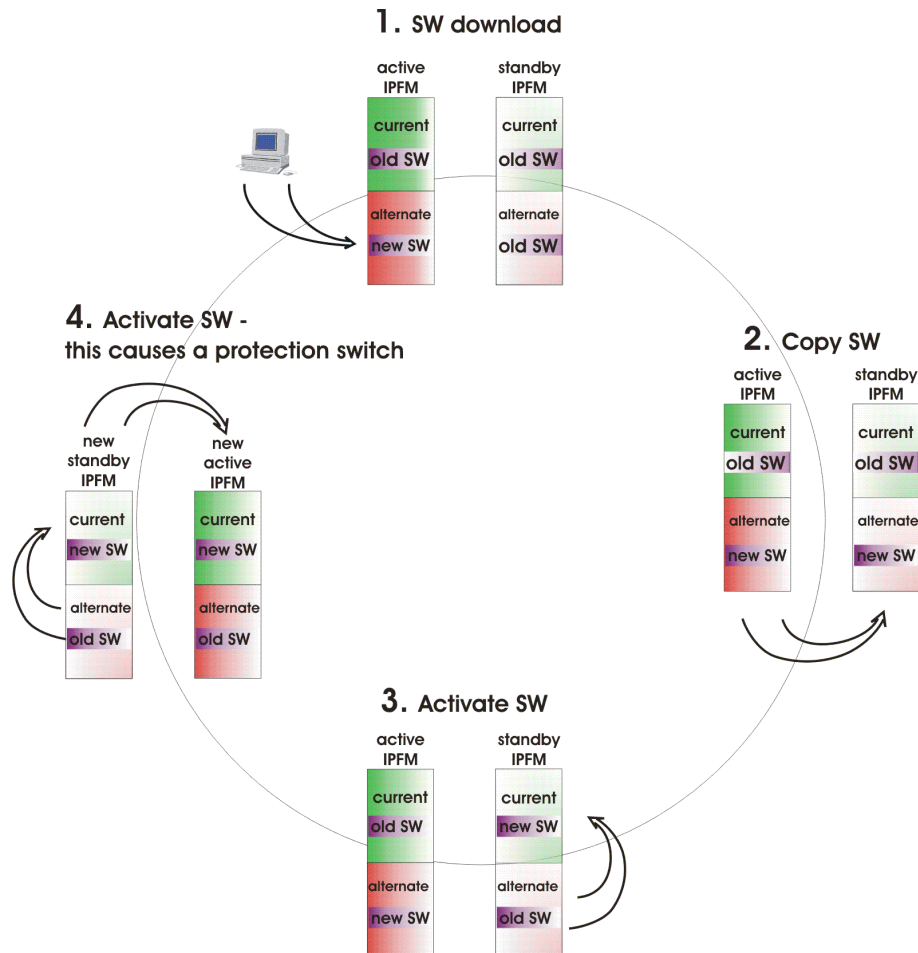 1. SW download
active
IPFM
standby
IPFM
current
current
old SW
old SW
alternate
alternate
new SW
old SW
4. Activate SW -
this causes a protection switch
2. Copy SW
active
IPFM
standby
IPFM
current
current
old SW
old SW
alternate
alternate
new SW
new SW
new
standby
IPFM
new
active
IPFM
current
current
new SW
new SW
alternate
alternate
old SW
old SW
3. Activate SW
active
IPFM
standby
IPFM
current
current
old SW
new SW
alternate
alternate
new SW
old SW